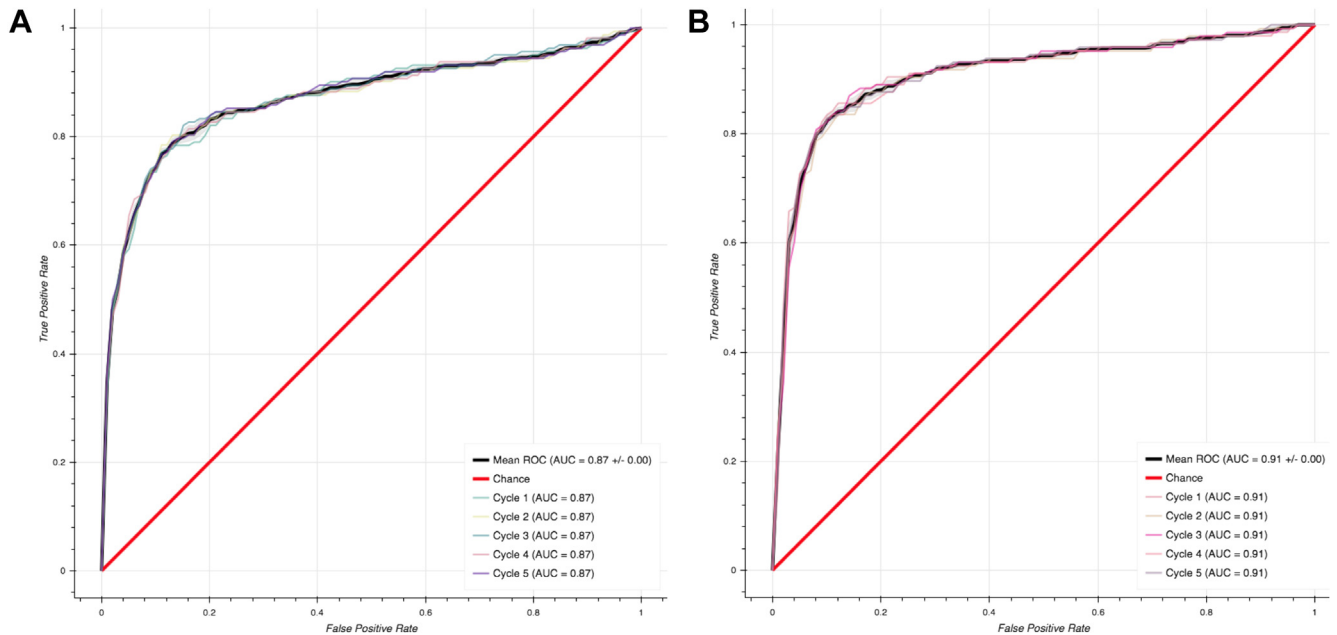 A
1
0.8
0.6
0.4
0.2
0
True Positive Rate
0
0.2
0.4
0.6
0.8
1
False Positive Rate
Mean ROC (AUC = 0.87 +/- 0.00)
Chance
Cycle 1 (AUC = 0.87)
Cycle 2 (AUC = 0.87)
Cycle 3 (AUC = 0.87)
Cycle 4 (AUC = 0.87)
Cycle 5 (AUC = 0.87)
B
1
0.8
0.6
0.4
0.2
0
True Positive Rate
0
0.2
0.4
0.6
0.8
1
False Positive Rate
Mean ROC (AUC = 0.91 +/- 0.00)
Chance
Cycle 1 (AUC = 0.91)
Cycle 2 (AUC = 0.91)
Cycle 3 (AUC = 0.91)
Cycle 4 (AUC = 0.91)
Cycle 5 (AUC = 0.91)